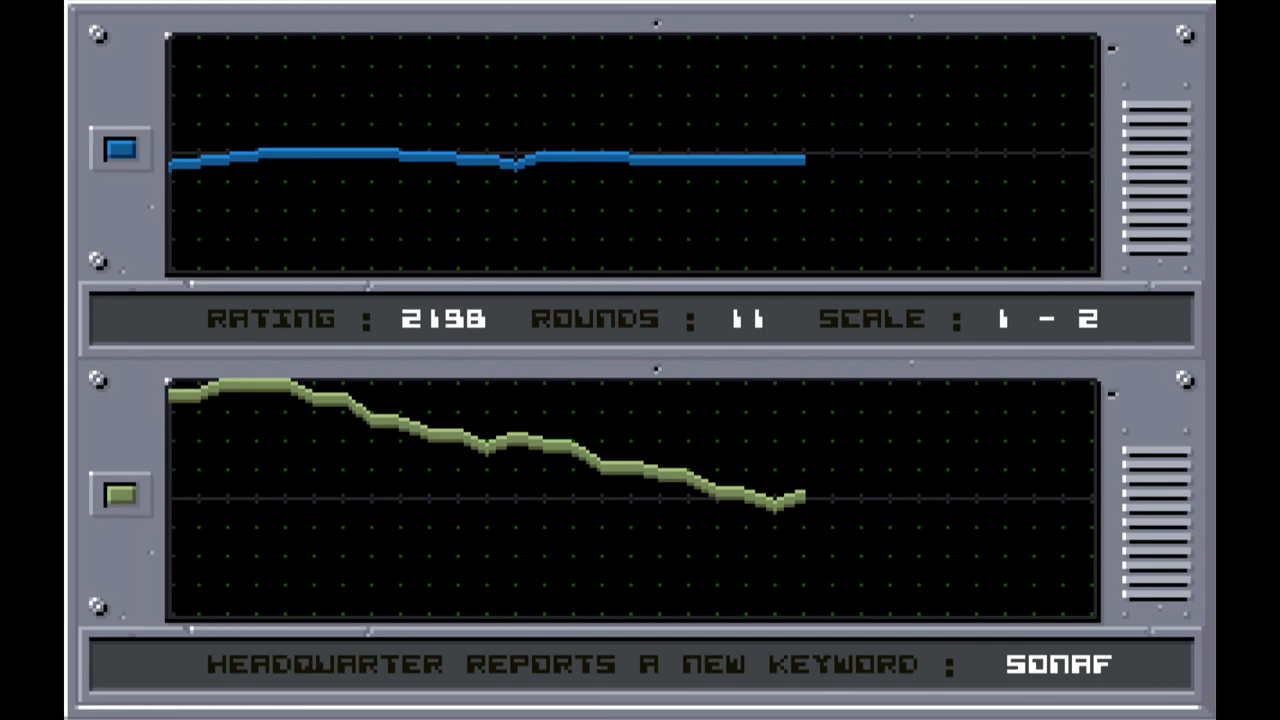 RATING : 2198 ROUNDS : 11 SCALE : 1 - 2
HEADQUARTER REPORTS A NEW KEYWORD : SONAF